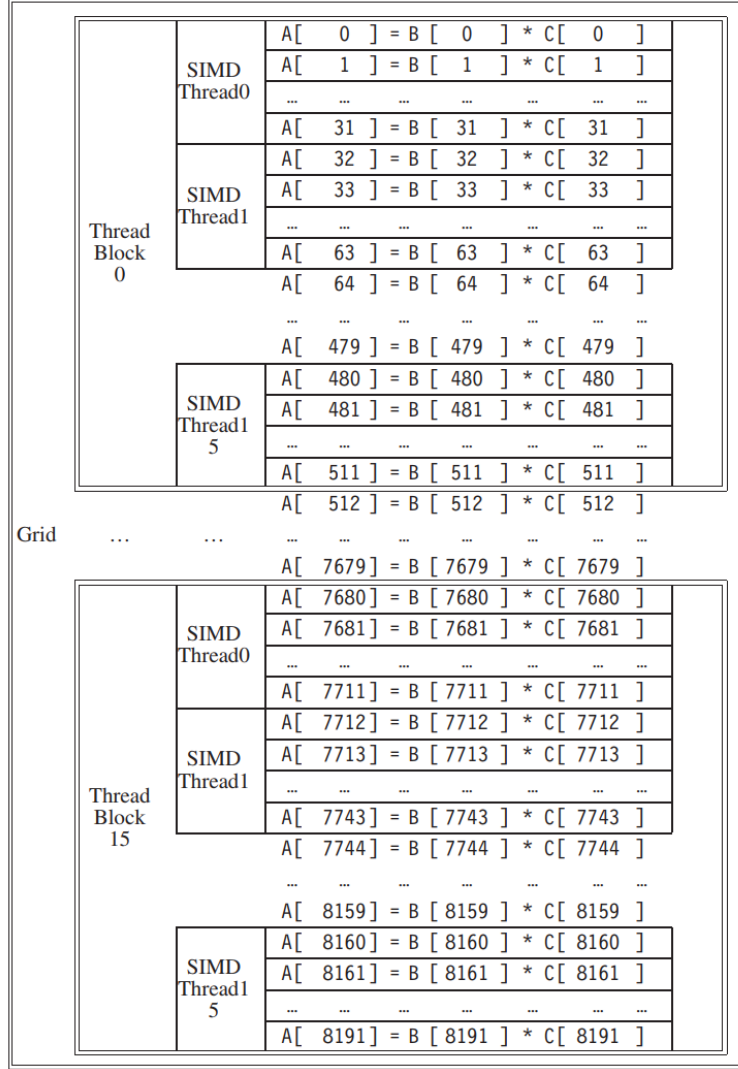 A[ 0 ] = B [ 0 ] * C[ 0 ]
SIMD Thread0
A[ 1 ] = B [ 1 ] * C[ 1 ]
... ... ... ... ... ... ...
A[ 31 ] = B [ 31 ] * C[ 31 ]
A[ 32 ] = B [ 32 ] * C[ 32 ]
SIMD Thread1
A[ 33 ] = B [ 33 ] * C[ 33 ]
... ... ... ... ... ... ...
Thread Block 0
A[ 63 ] = B [ 63 ] * C[ 63 ]
A[ 64 ] = B [ 64 ] * C[ 64 ]
... ... ... ... ... ... ...
A[ 479 ] = B [ 479 ] * C[ 479 ]
A[ 480 ] = B [ 480 ] * C[ 480 ]
SIMD Thread1 5
A[ 481 ] = B [ 481 ] * C[ 481 ]
... ... ... ... ... ... ...
A[ 511 ] = B [ 511 ] * C[ 511 ]
A[ 512 ] = B [ 512 ] * C[ 512 ]
Grid ... ... ... ... ... ... ... ... ...
A[ 7679] = B [ 7679 ] * C[ 7679 ]
A[ 7680] = B [ 7680 ] * C[ 7680 ]
SIMD Thread0
A[ 7681] = B [ 7681 ] * C[ 7681 ]
... ... ... ... ... ... ...
A[ 7711] = B [ 7711 ] * C[ 7711 ]
A[ 7712] = B [ 7712 ] * C[ 7712 ]
SIMD Thread1
A[ 7713] = B [ 7713 ] * C[ 7713 ]
... ... ... ... ... ... ...
Thread Block 15
A[ 7743] = B [ 7743 ] * C[ 7743 ]
A[ 7744] = B [ 7744 ] * C[ 7744 ]
... ... ... ... ... ... ...
A[ 8159] = B [ 8159 ] * C[ 8159 ]
A[ 8160] = B [ 8160 ] * C[ 8160 ]
SIMD Thread1 5
A[ 8161] = B [ 8161 ] * C[ 8161 ]
... ... ... ... ... ... ...
A[ 8191] = B [ 8191 ] * C[ 8191 ]